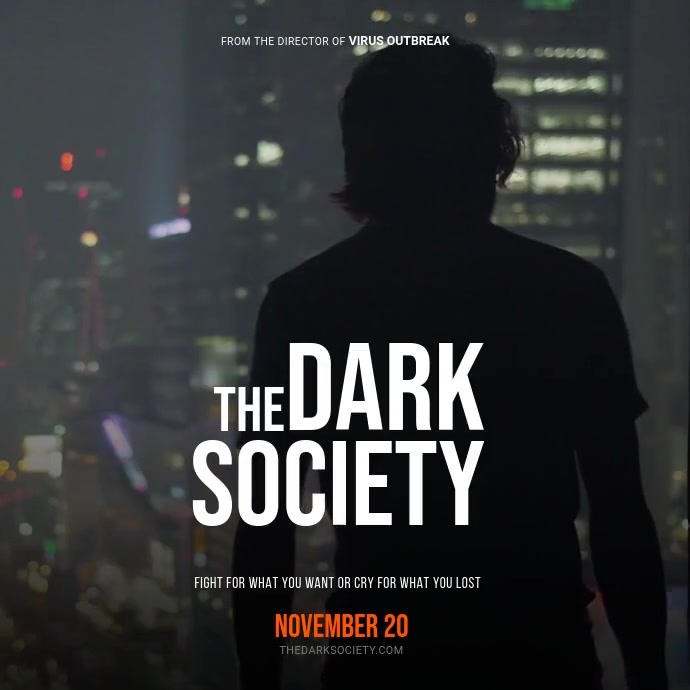 FROM THE DIRECTOR OF VIRUS OUTBREAK
THE DARK
SOCIETY
FIGHT FOR WHAT YOU WANT OR CRY FOR WHAT YOU LOST
NOVEMBER 20
THEDARKSOCIETY.COM